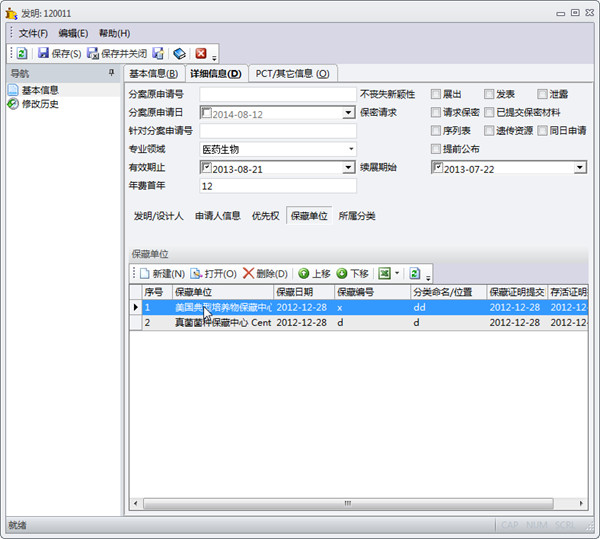 发明: 120011
文件(F) 编辑(E) 帮助(H)
保存(S) 保存并关闭
导航
基本信息
修改历史
基本信息(B) 详细信息(D) PCT/其它信息 (O)
分案原申请号 不丧失新颖性 展出 发表 泄露
分案原申请日 2014-08-12 保密请求 请求保密 已提交保密材料
针对分案申请号 序列表 遗传资源 同日申请
专业领域 医药生物 提前公布
有效期止 2013-08-21 续展期始 2013-07-22
年费首年 12
发明/设计人 申请人信息 优先权 保藏单位 所属分类
保藏单位
新建(N) 打开(O) 删除(D) 上移 下移
序号 保藏单位 保藏日期 保藏编号 分类命名/位置 保藏证明提交 存活证明
1 美国典型培养物保藏中心 2012-12-28 x dd 2012-12-28 2012-12-
2 真菌菌种保藏中心 Cent 2012-12-28 d d 2012-12-28 2012-12-
就绪 CAP NUM SCRL